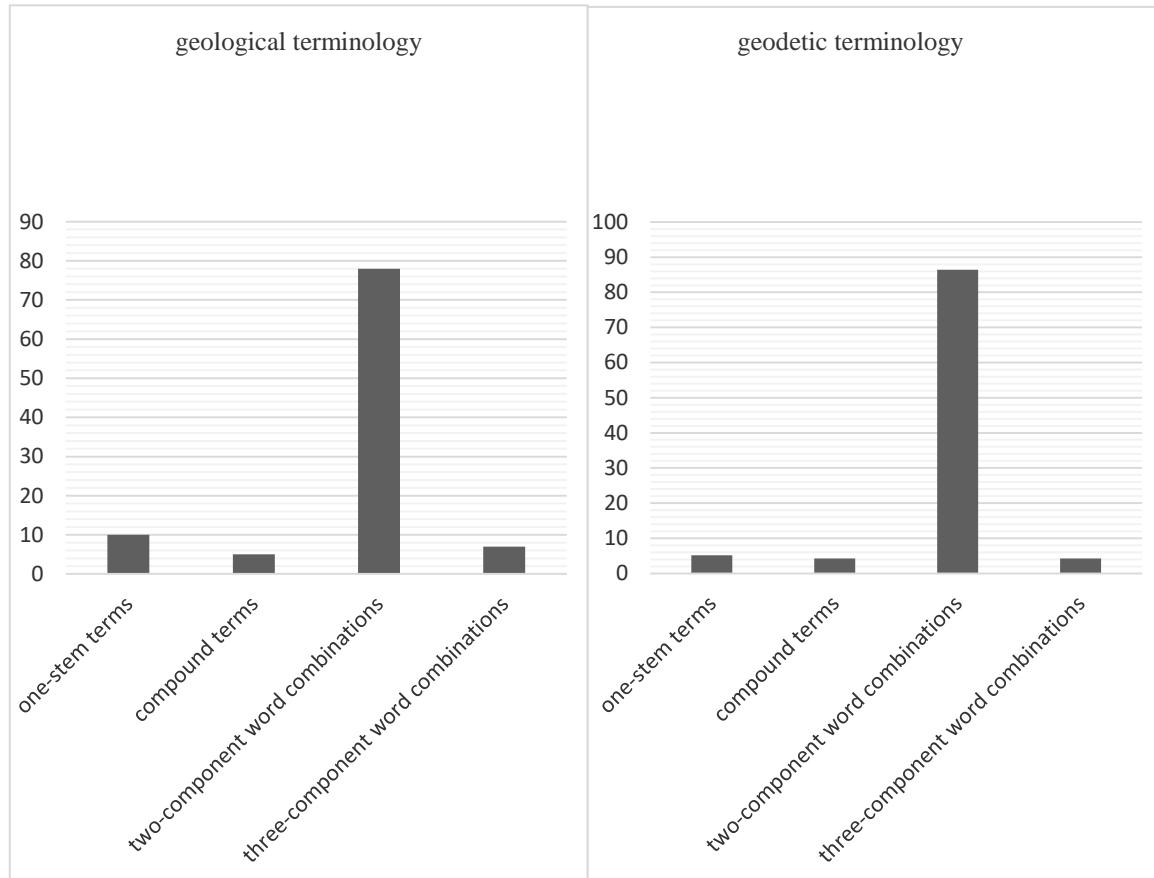 geological terminology
90
80
70
60
50
40
30
20
10
0
one-stem terms
compound terms
two-component word combinations
three-component word combinations
geodetic terminology
100
90
80
70
60
50
40
30
20
10
0
one-stem terms
compound terms
two-component word combinations
three-component word combinations